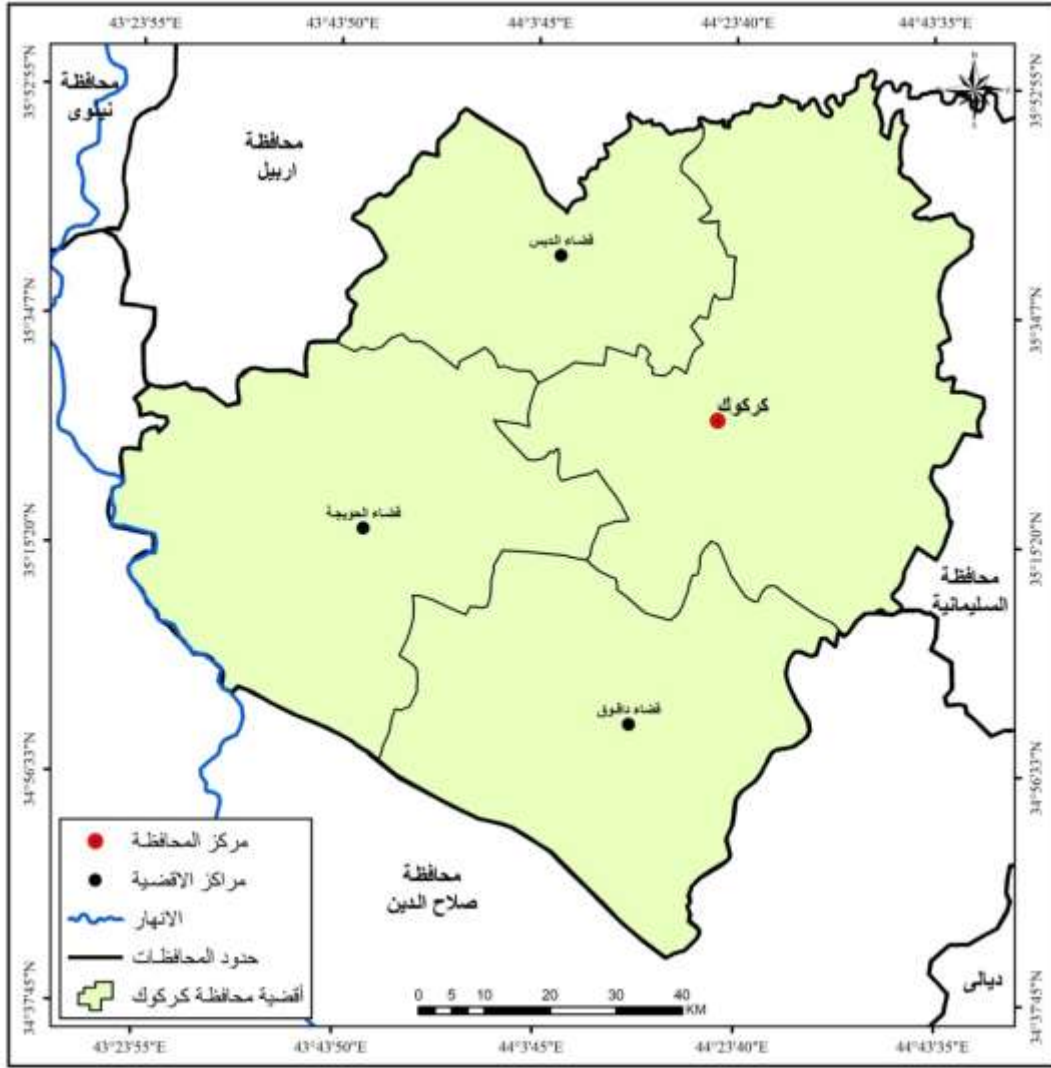 43°23'55"E 43°43'50"E 44°3'45"E 44°23'40"E 44°43'35"E
35°52'55"N
35°52'55"N
محافظة
نينوى
محافظة
اربيل
قضاء الدبس
35°34'7"N
35°34'7"N
كركوك
قضاء الحويجة
35°15'20"N
35°15'20"N
محافظة
السليمانية
قضاء داقوق
34°56'33"N
34°56'33"N
محافظة
صلاح الدين
ديالى
مركز المحافظة
مراكز الاقضية
الانهار
حدود المحافظات
أقضية محافظة كركوك
0 5 10 20 30 40
KM
34°37'45"N
34°37'45"N
43°23'55"E 43°43'50"E 44°3'45"E 44°23'40"E 44°43'35"E